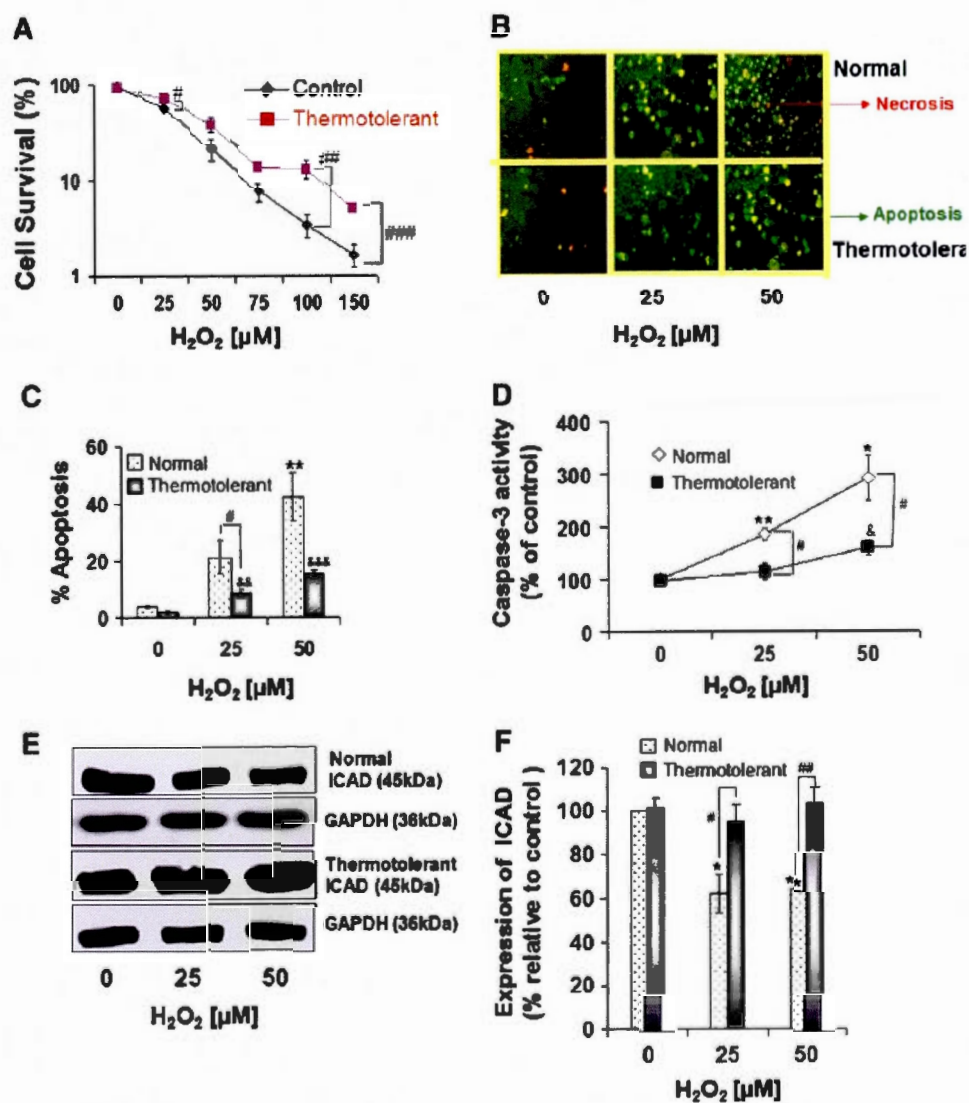 A
Cell Survival (%)
100
10
1
Control
Thermotolerant
#
##
###
0 25 50 75 100 150
H₂O₂ [µM]
B
Normal
Necrosis
Apoptosis
Thermotolera
0 25 50
H₂O₂ [µM]
C
% Apoptosis
60
40
20
0
Normal
Thermotolerant
#
**
&&
&&&
0 25 50
H₂O₂ [µM]
D
Caspase-3 activity
(% of control)
400
300
200
100
0
Normal
Thermotolerant
**
#
*
&
#
0 25 50
H₂O₂ [µM]
E
Normal
ICAD (45kDa)
GAPDH (36kDa)
Thermotolerant
ICAD (45kDa)
GAPDH (36kDa)
0 25 50
H₂O₂ [µM]
F
Expression of ICAD
(% relative to control )
120
100
80
60
40
20
0
Normal
Thermotolerant
#
*
##
**
0 25 50
H₂O₂ [µM]